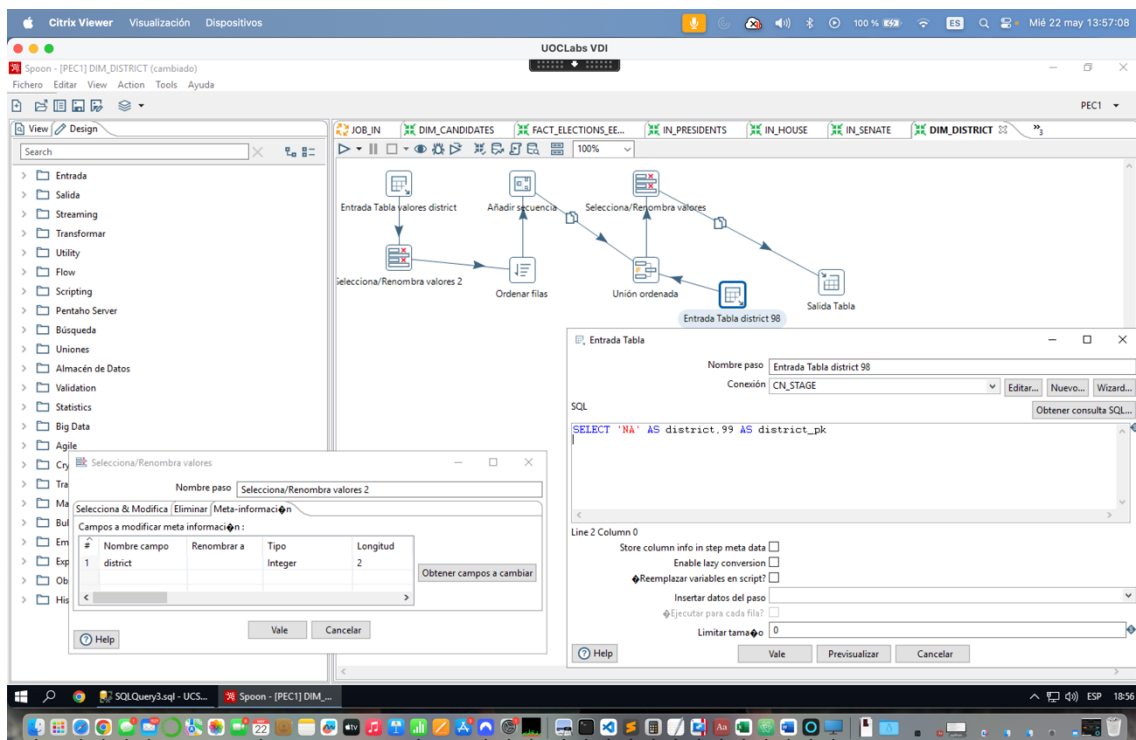 Citrix Viewer Visualización Dispositivos 100 % ES Mié 22 may 13:57:08
UOCLabs VDI
Spoon - [PEC1] DIM_DISTRICT (cambiado)
Fichero Editar View Action Tools Ayuda
PEC1
View Design
JOB_IN DIM_CANDIDATES FACT_ELECTIONS_EE... IN_PRESIDENTS IN_HOUSE IN_SENATE DIM_DISTRICT »3
Search
100%
Entrada
Salida
Streaming
Transformar
Utility
Flow
Scripting
Pentaho Server
Búsqueda
Uniones
Almacén de Datos
Validation
Statistics
Big Data
Agile
Cry
Tra
Ma
Bul
Em
Exp
Ob
His
Entrada Tabla valores district
Añadir secuencia
Selecciona/Renombra valores
Selecciona/Renombra valores 2
Ordenar filas
Unión ordenada
Salida Tabla
Entrada Tabla district 98
Entrada Tabla
Nombre paso Entrada Tabla district 98
Conexión CN_STAGE Editar... Nuevo... Wizard...
SQL Obtener consulta SQL...
SELECT 'NA' AS district,99 AS district_pk
Line 2 Column 0
Store column info in step meta data
Enable lazy conversion
�Reemplazar variables en script?
Insertar datos del paso
�Ejecutar para cada fila?
Limitar tama�o 0
Help Vale Previsualizar Cancelar
Selecciona/Renombra valores
Nombre paso Selecciona/Renombra valores 2
Selecciona & Modifica Eliminar Meta-informaci�n
Campos a modificar meta informaci�n :
# Nombre campo Renombrar a Tipo Longitud
1 district Integer 2
Obtener campos a cambiar
Vale Cancelar
Help
SQLQuery3.sql - UCS... Spoon - [PEC1] DIM_... ESP 18:56